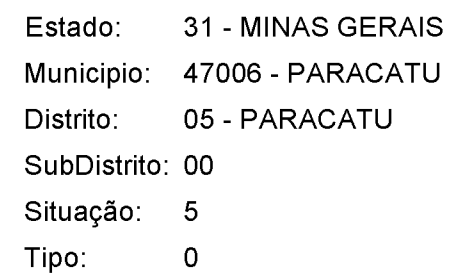 Estado: 31 - MINAS GERAIS
Municipio: 47006 - PARACATU
Distrito: 05 - PARACATU
SubDistrito: 00
Situação: 5
Tipo: 0